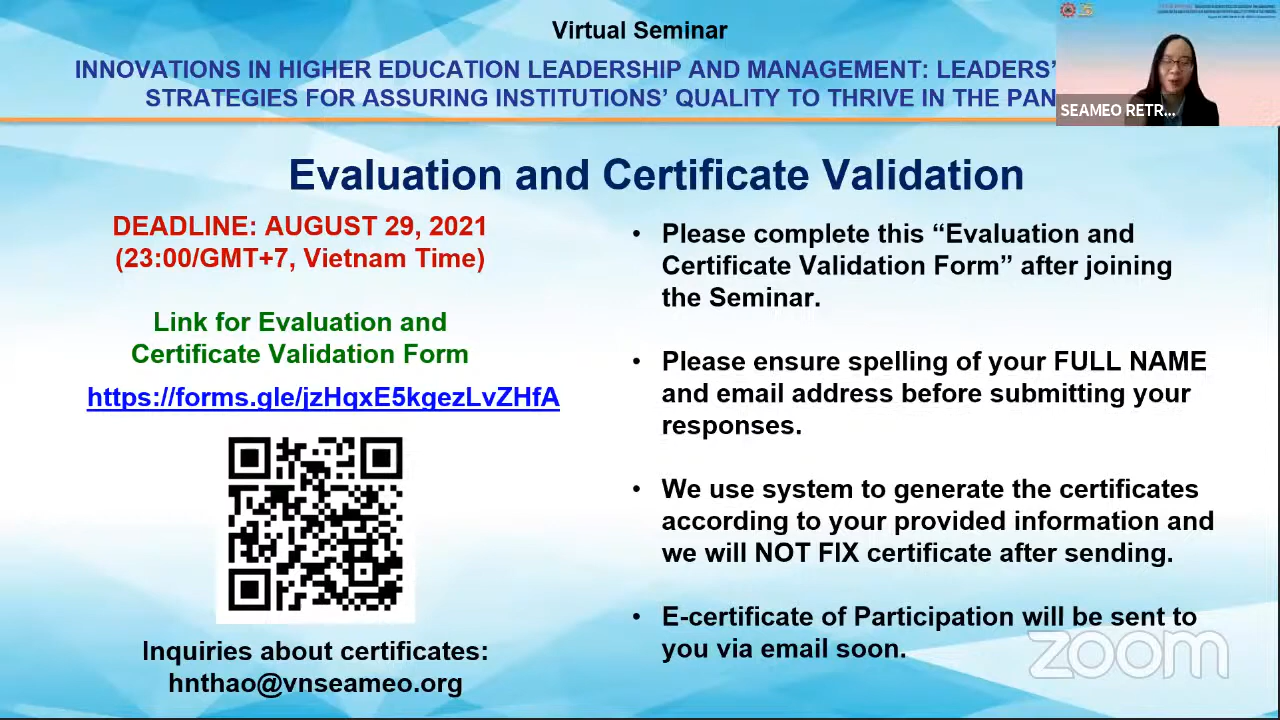 Virtual Seminar
INNOVATIONS IN HIGHER EDUCATION LEADERSHIP AND MANAGEMENT: LEADERS’
STRATEGIES FOR ASSURING INSTITUTIONS’ QUALITY TO THRIVE IN THE PAN
SEAMEO RETR...
Evaluation and Certificate Validation
DEADLINE: AUGUST 29, 2021
(23:00/GMT+7, Vietnam Time)
Link for Evaluation and
Certificate Validation Form
https://forms.gle/jzHqxE5kgezLvZHfA
Inquiries about certificates:
hnthao@vnseameo.org
• Please complete this “Evaluation and
Certificate Validation Form” after joining
the Seminar.
• Please ensure spelling of your FULL NAME
and email address before submitting your
responses.
• We use system to generate the certificates
according to your provided information and
we will NOT FIX certificate after sending.
• E-certificate of Participation will be sent to
you via email soon.
zoom